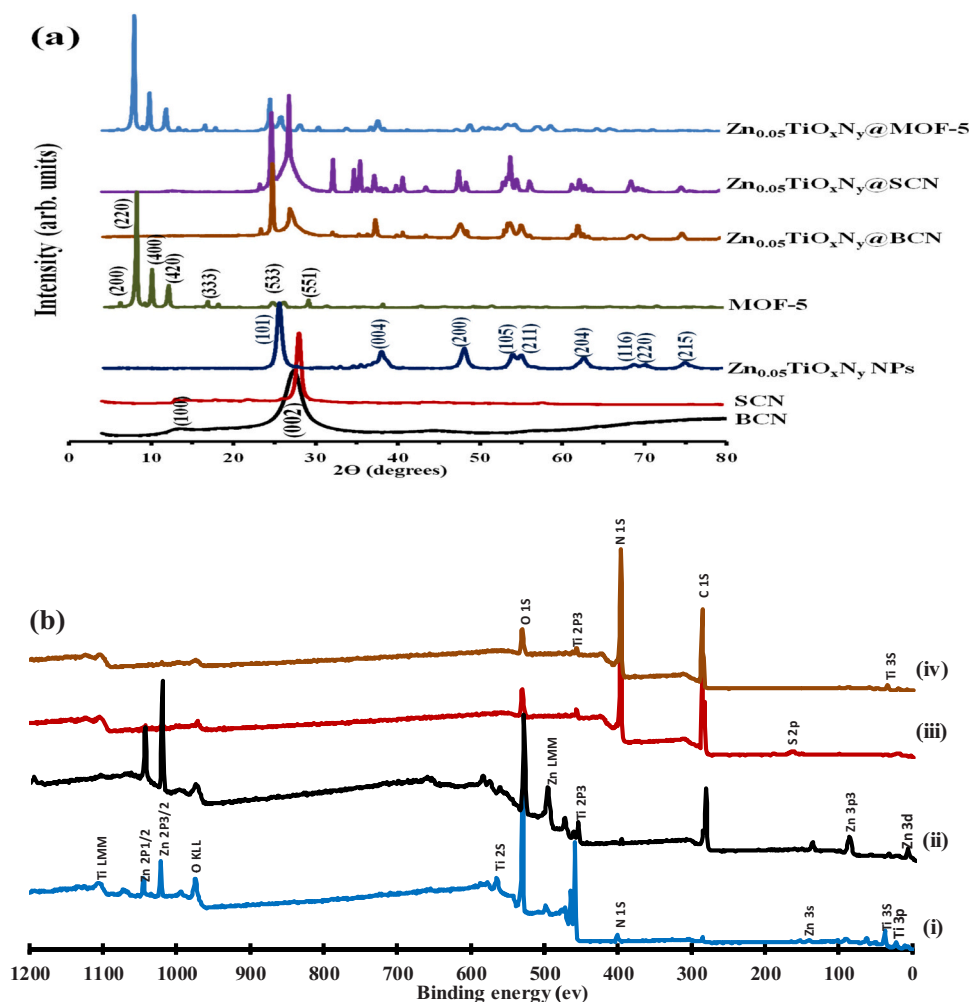 (a)
Intensity (arb. units)
Zn0.05TiOxNy@MOF-5
Zn0.05TiOxNy@SCN
Zn0.05TiOxNy@BCN
(200)
(220)
(400)
(420)
(333)
(533)
(551)
MOF-5
(101)
(004)
(200)
(105)
(211)
(204)
(116)
(220)
(215)
Zn0.05TiOxNy NPs
SCN
(100)
(002)
BCN
0 10 20 30 40 50 60 70 80
2Θ (degrees)
(b)
O 1S
Ti 2P3
N 1S
C 1S
Ti 3S
(iv)
S 2p
(iii)
Zn LMM
Ti 2P3
Zn 3p3
Zn 3d
(ii)
Ti LMM
Zn 2P1/2
Zn 2P3/2
O KLL
Ti 2S
N 1S
Zn 3s
Ti 3S
Ti 3p
(i)
1200 1100 1000 900 800 700 600 500 400 300 200 100 0
Binding energy (ev)